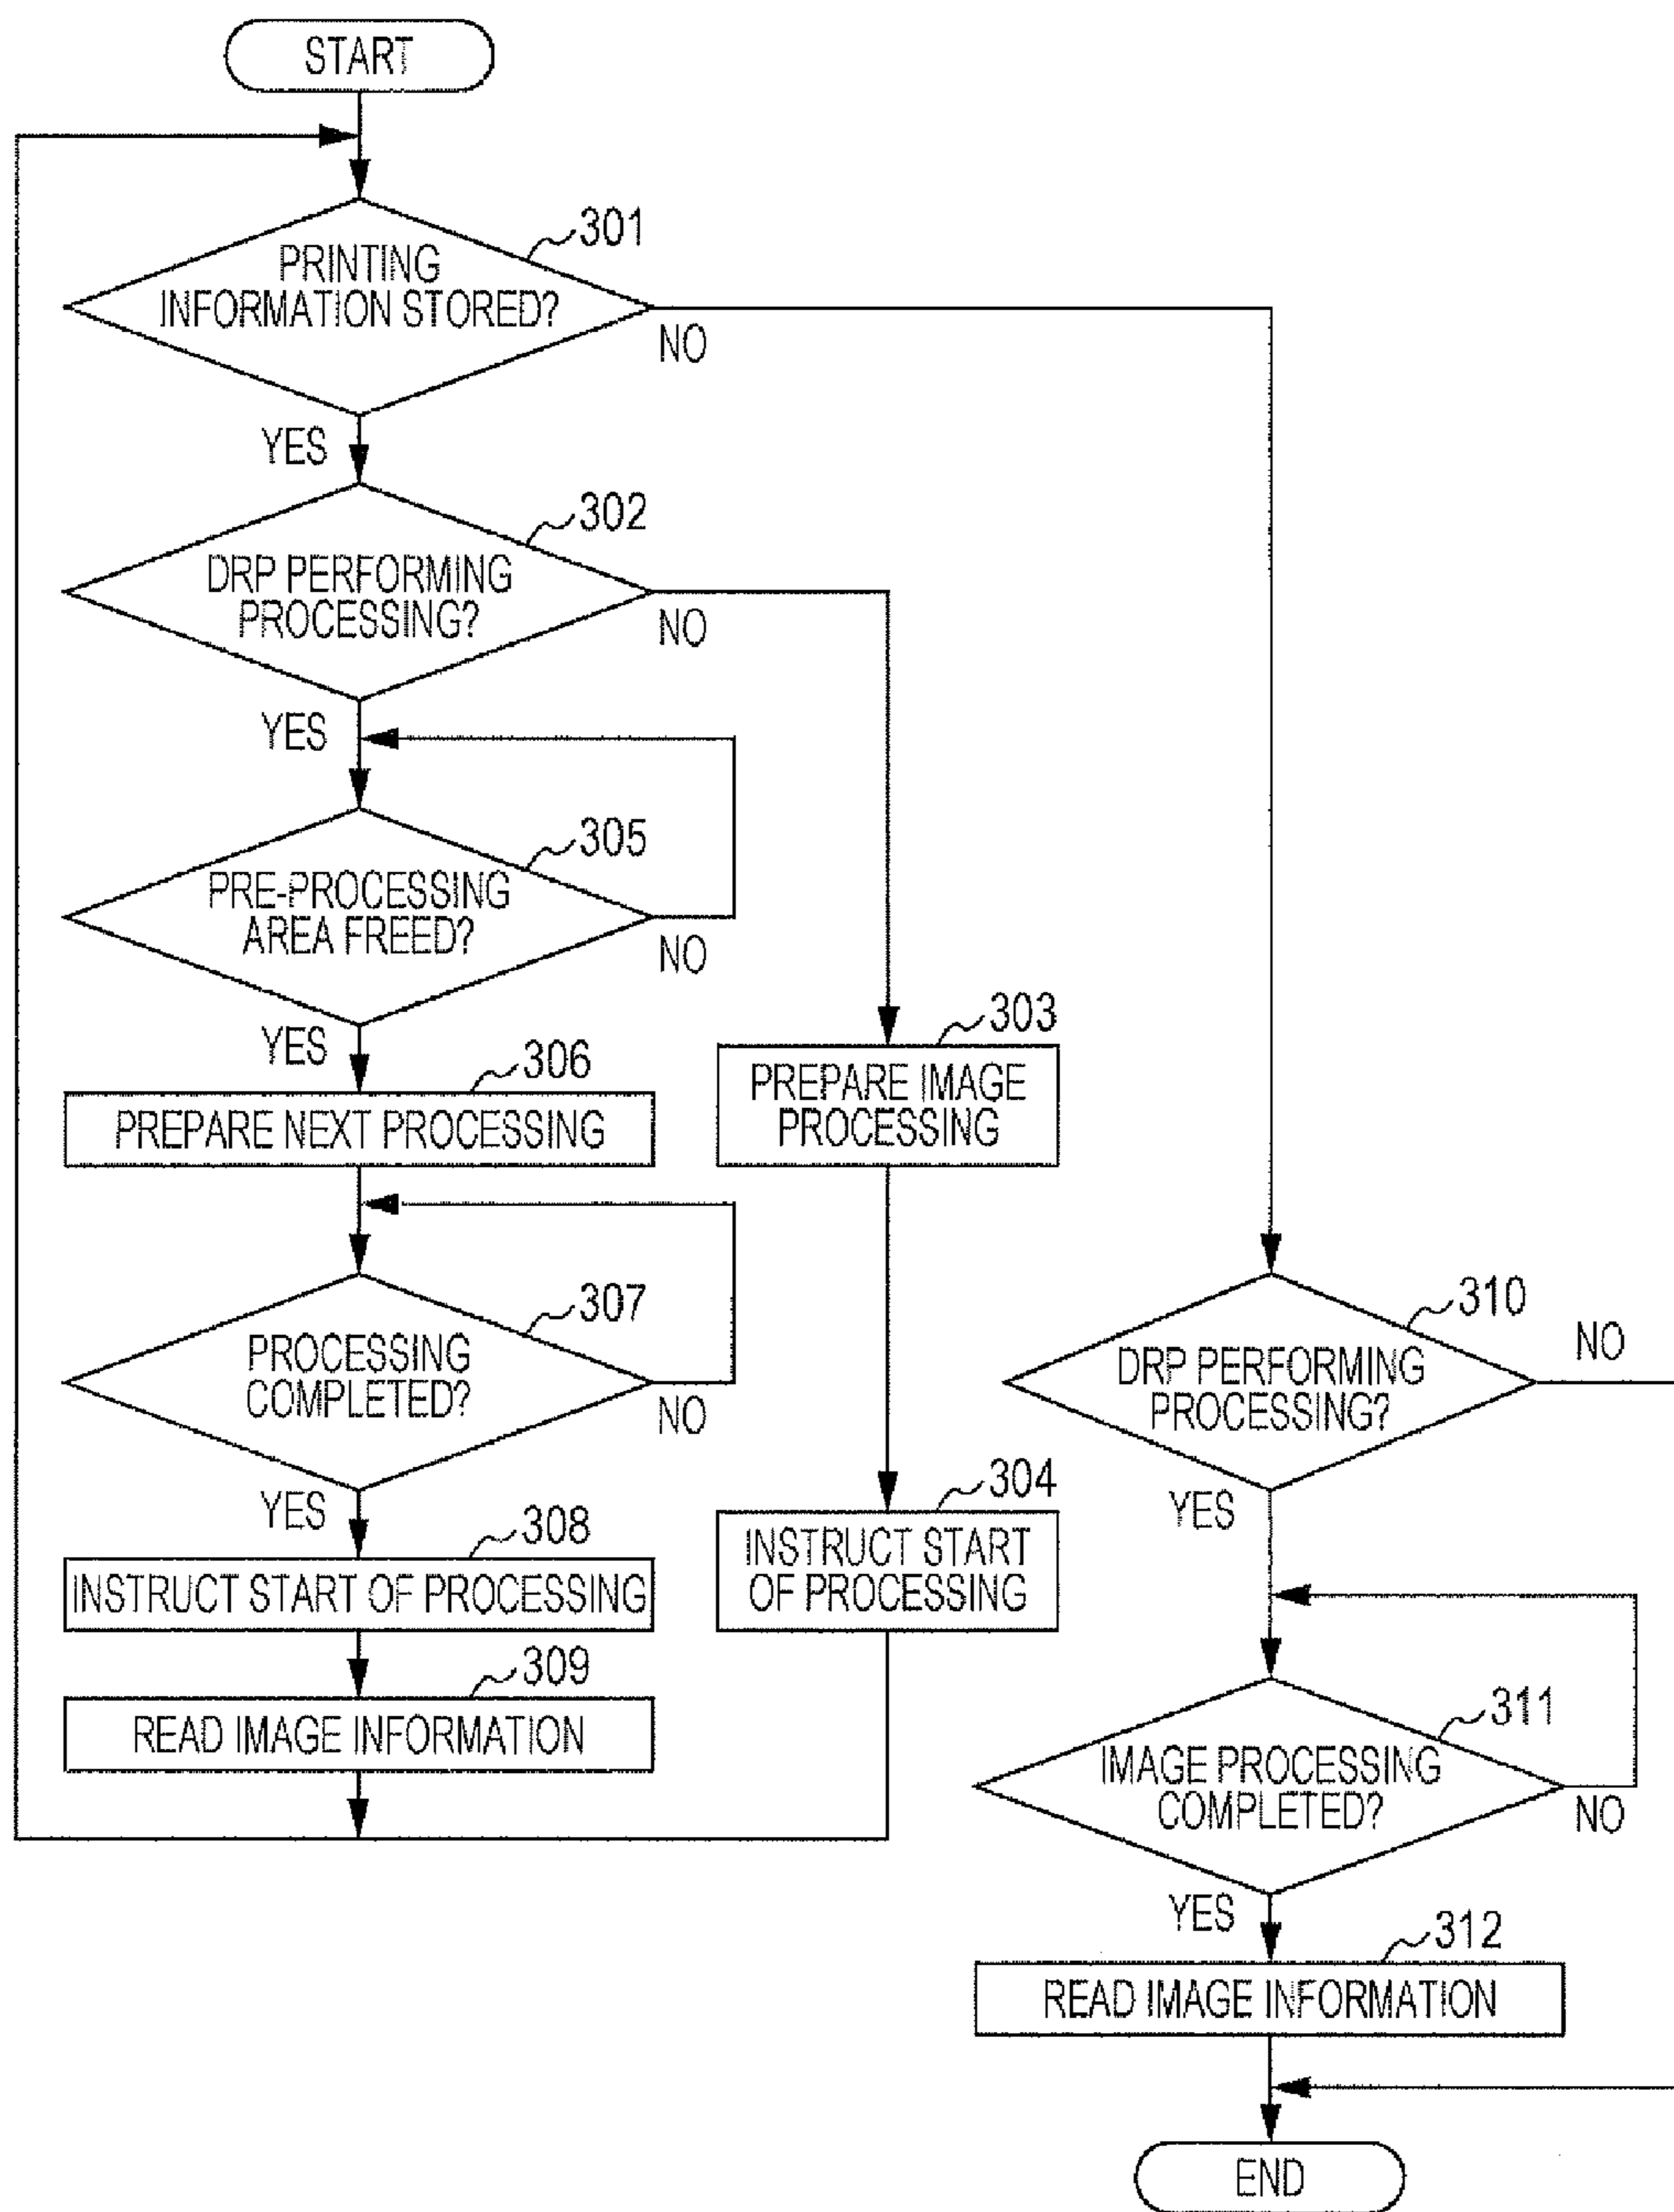 START
301
PRINTING
INFORMATION STORED?
NO
YES
302
DRP PERFORMING
PROCESSING?
NO
YES
305
PRE-PROCESSING
AREA FREED?
NO
YES
306
PREPARE NEXT PROCESSING
303
PREPARE IMAGE
PROCESSING
307
PROCESSING
COMPLETED?
NO
YES
308
INSTRUCT START OF PROCESSING
304
INSTRUCT START
OF PROCESSING
309
READ IMAGE INFORMATION
310
DRP PERFORMING
PROCESSING?
NO
YES
311
IMAGE PROCESSING
COMPLETED?
NO
YES
312
READ IMAGE INFORMATION
END